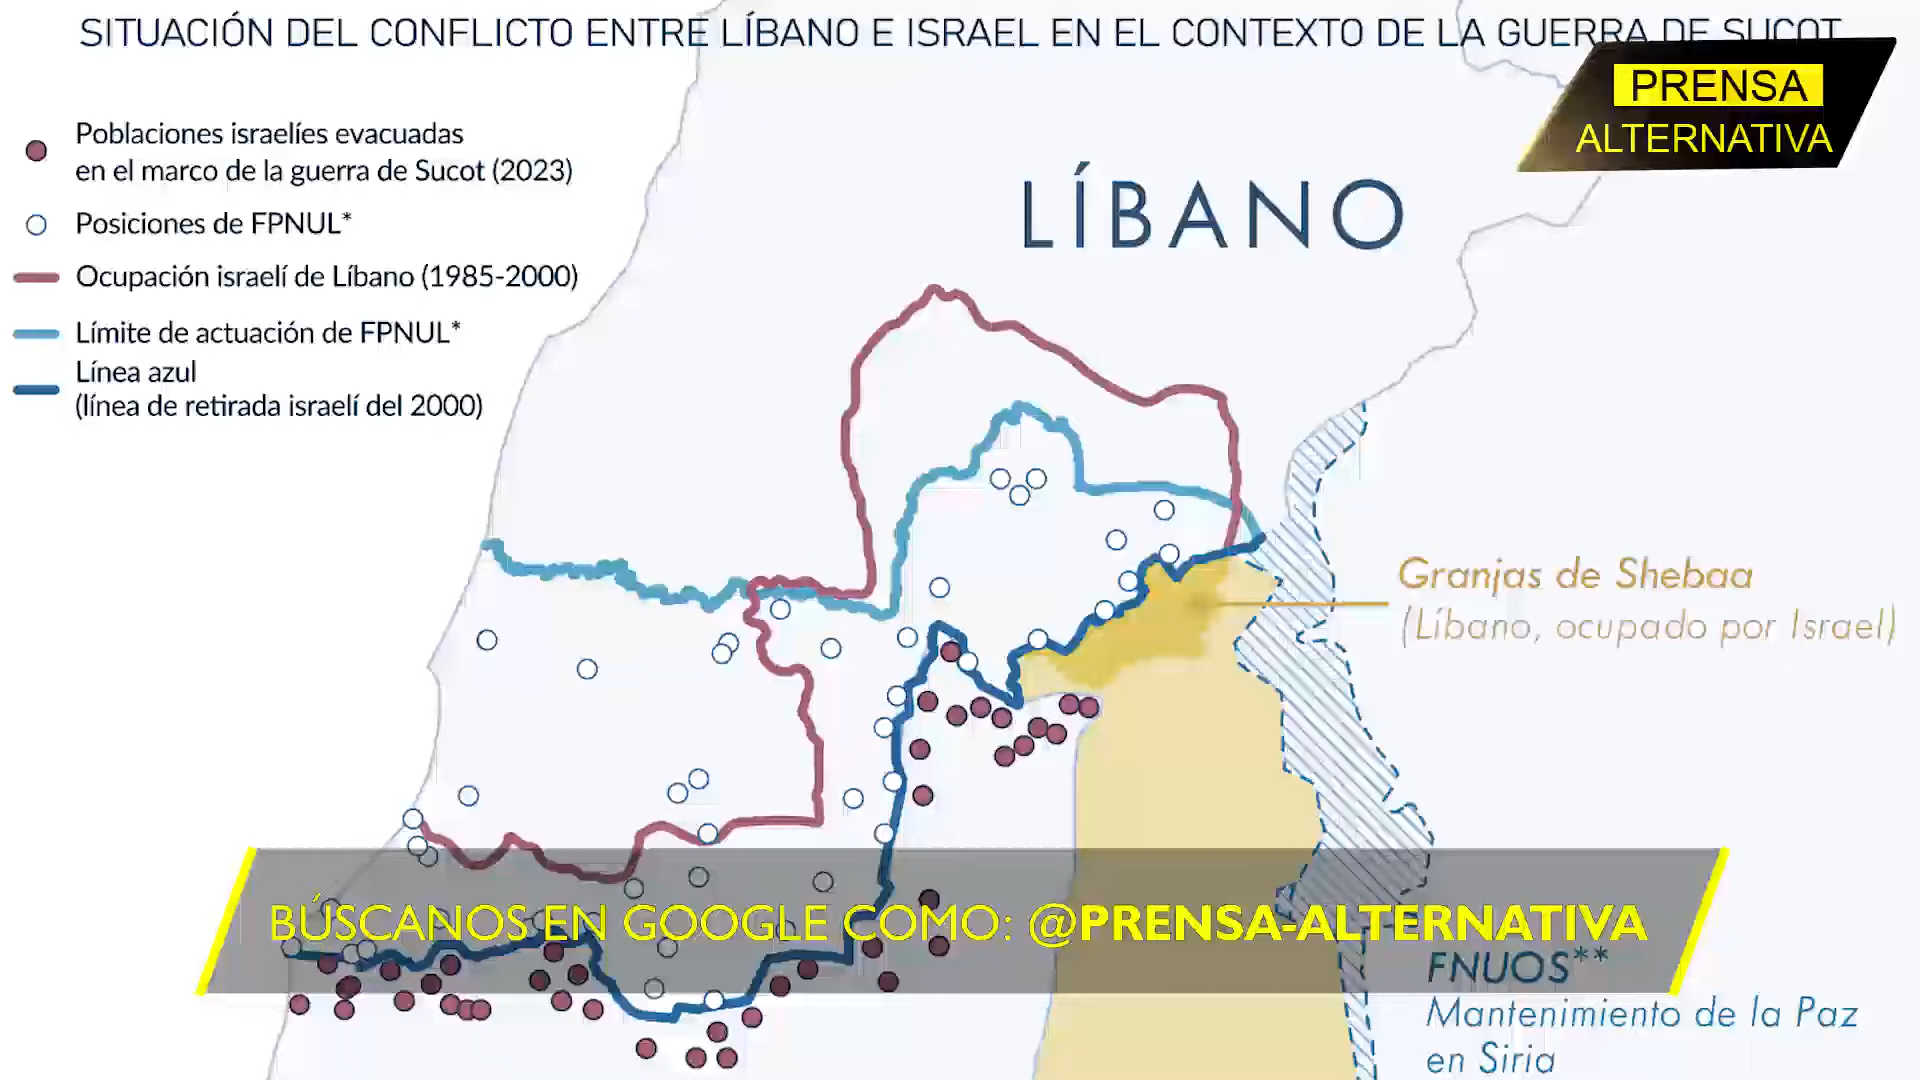 SITUACIÓN DEL CONFLICTO ENTRE LÍBANO E ISRAEL EN EL CONTEXTO DE LA GUERRA DE SUCOT
PRENSA
ALTERNATIVA
Poblaciones israelíes evacuadas
en el marco de la guerra de Sucot (2023)
Posiciones de FPNUL*
Ocupación israelí de Líbano (1985-2000)
Límite de actuación de FPNUL*
Línea azul
(línea de retirada israelí del 2000)
LÍBANO
Granjas de Shebaa
(Líbano, ocupado por Israel)
BÚSCANOS EN GOOGLE COMO: @PRENSA-ALTERNATIVA
FNUOS**
Mantenimiento de la Paz
en Siria